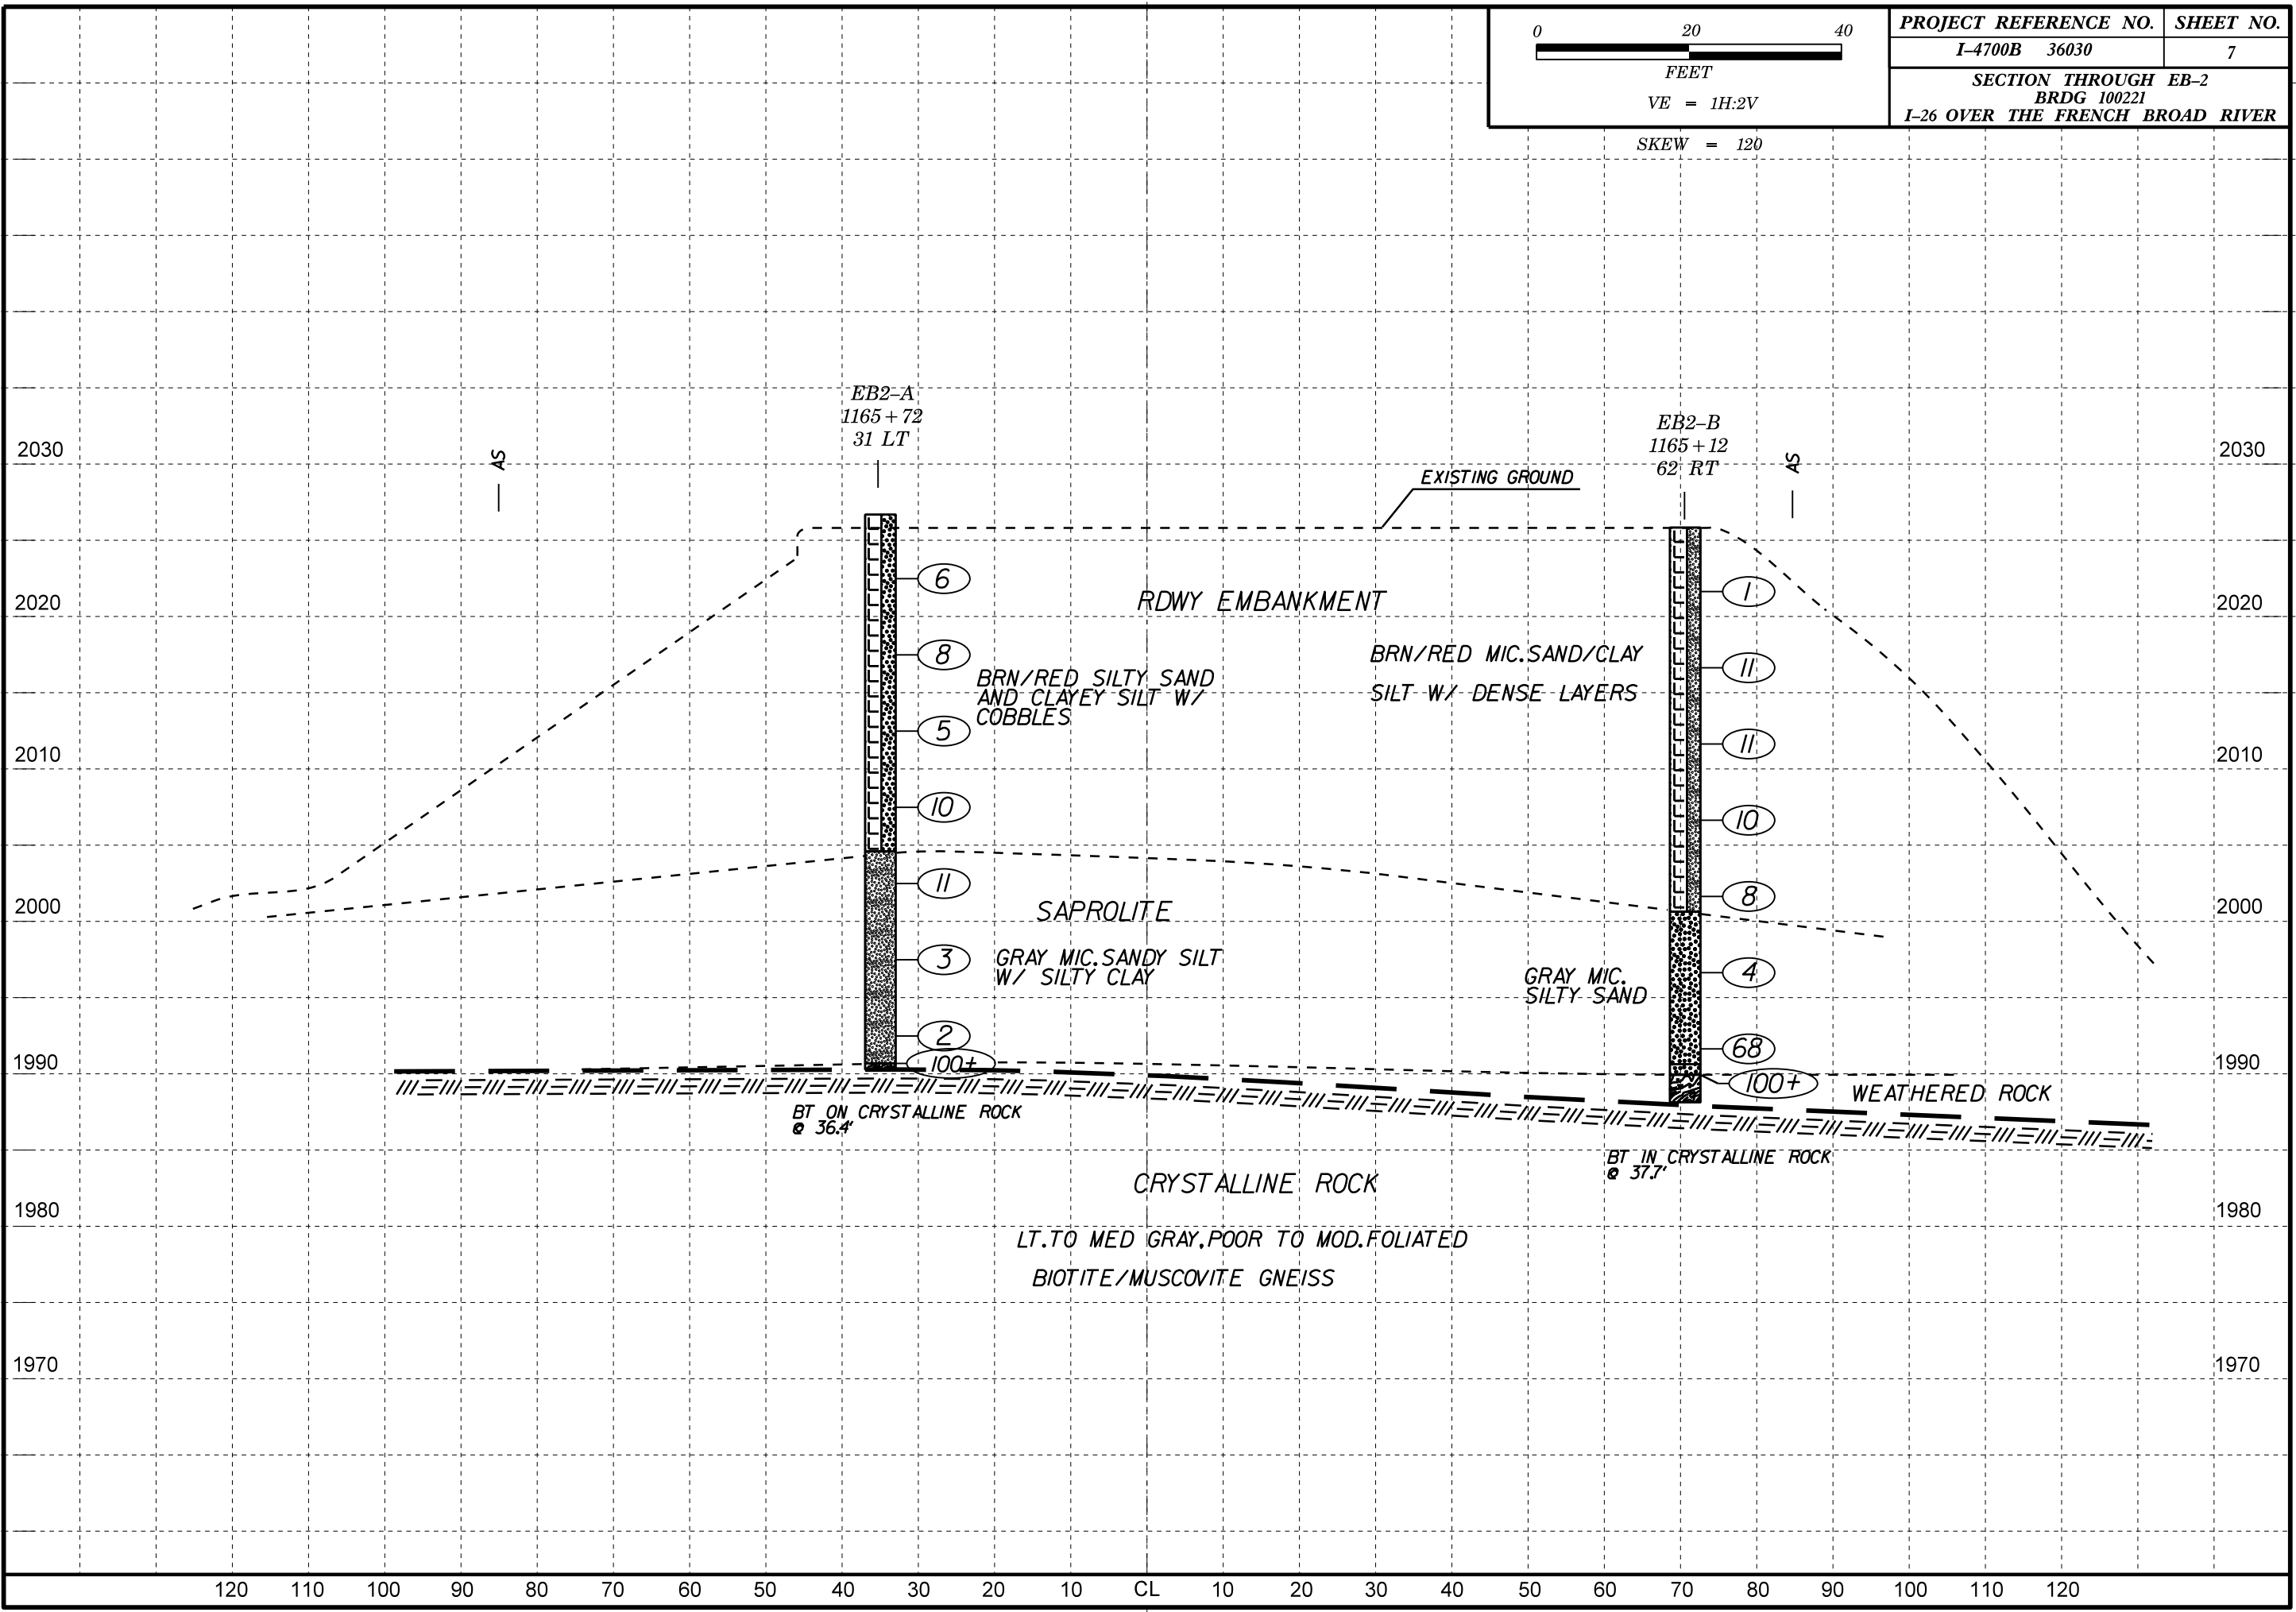 0 20 40
FEET
VE = 1H:2V
SKEW = 120
PROJECT REFERENCE NO. SHEET NO.
I-4700B 36030 7
SECTION THROUGH EB-2
BRDG 100221
I-26 OVER THE FRENCH BROAD RIVER
EB2-A
1165+72
31 LT
EB2-B
1165+12
62 RT
AS
AS
2030 2030
EXISTING GROUND
6
1
2020 2020
RDWY EMBANKMENT
8
11
BRN/RED SILTY SAND
AND CLAYEY SILT W/
COBBLES
BRN/RED MIC.SAND/CLAY
SILT W/ DENSE LAYERS
5
11
2010 2010
10
10
11
8
2000 2000
SAPROLITE
3
4
GRAY MIC.SANDY SILT
W/ SILTY CLAY
GRAY MIC.
SILTY SAND
2
68
1990 1990
100+
100+
WEATHERED ROCK
BT ON CRYSTALLINE ROCK
@ 36.4'
BT IN CRYSTALLINE ROCK
@ 37.7'
CRYSTALLINE ROCK
1980 1980
LT.TO MED GRAY,POOR TO MOD.FOLIATED
BIOTITE/MUSCOVITE GNEISS
1970 1970
120 110 100 90 80 70 60 50 40 30 20 10 CL 10 20 30 40 50 60 70 80 90 100 110 120